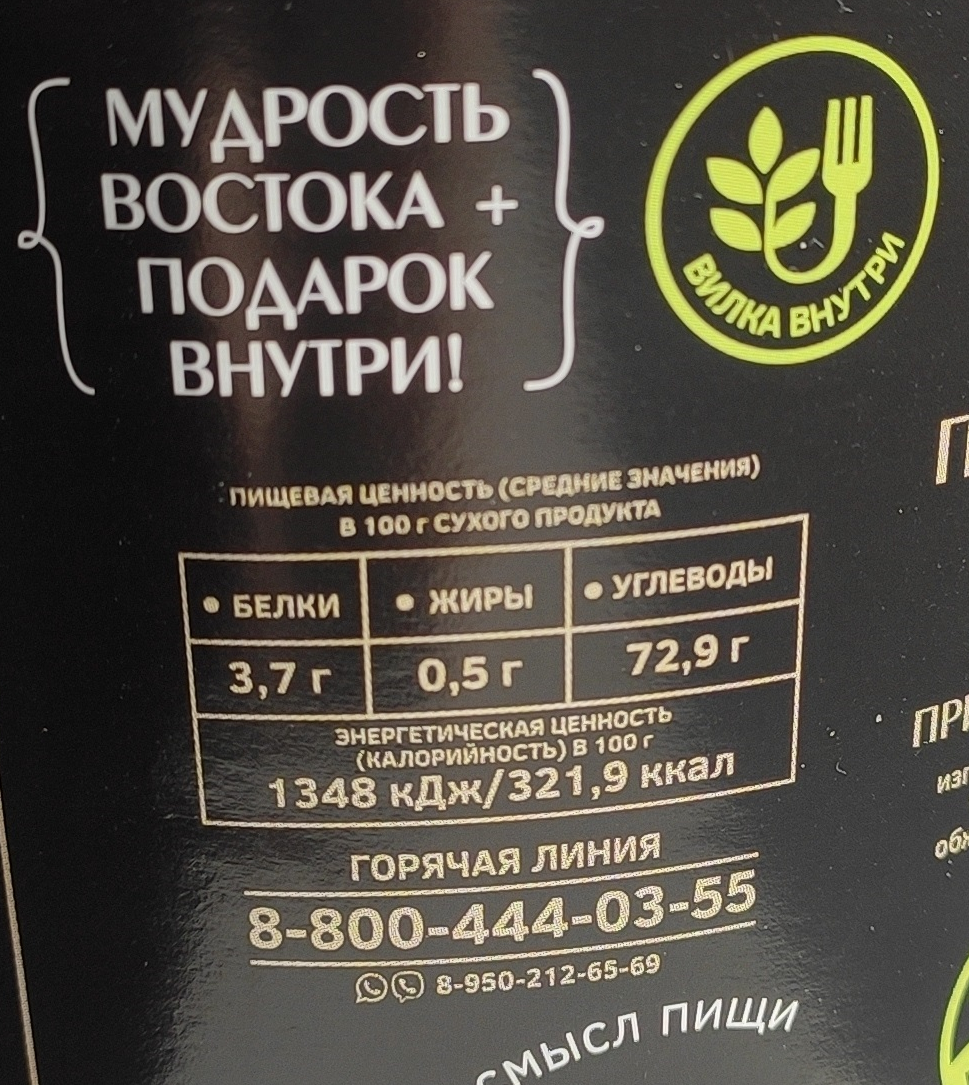 МУДРОСТЬ
ВОСТОКА +
ПОДАРОК
ВНУТРИ!
ВИЛКА ВНУТРИ
ПИЩЕВАЯ ЦЕННОСТЬ (СРЕДНИЕ ЗНАЧЕНИЯ)
В 100 г СУХОГО ПРОДУКТА
• БЕЛКИ • ЖИРЫ • УГЛЕВОДЫ
3,7 г 0,5 г 72,9 г
ЭНЕРГЕТИЧЕСКАЯ ЦЕННОСТЬ
(КАЛОРИЙНОСТЬ) В 100 г
1348 кДж/321,9 ккал
ГОРЯЧАЯ ЛИНИЯ
8-800-444-03-55
8-950-212-65-69
СМЫСЛ ПИЩИ